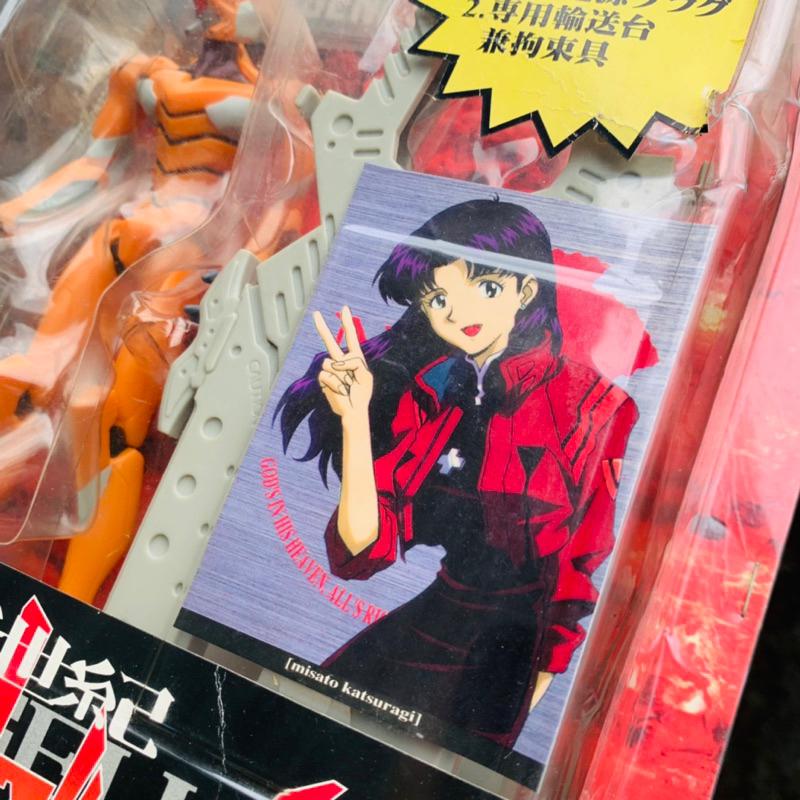 2.専用輸送台
兼拘束具
CAUTION
GOD'S IN HIS HEAVEN, ALL'S RI
[misato katsuragi]
世紀